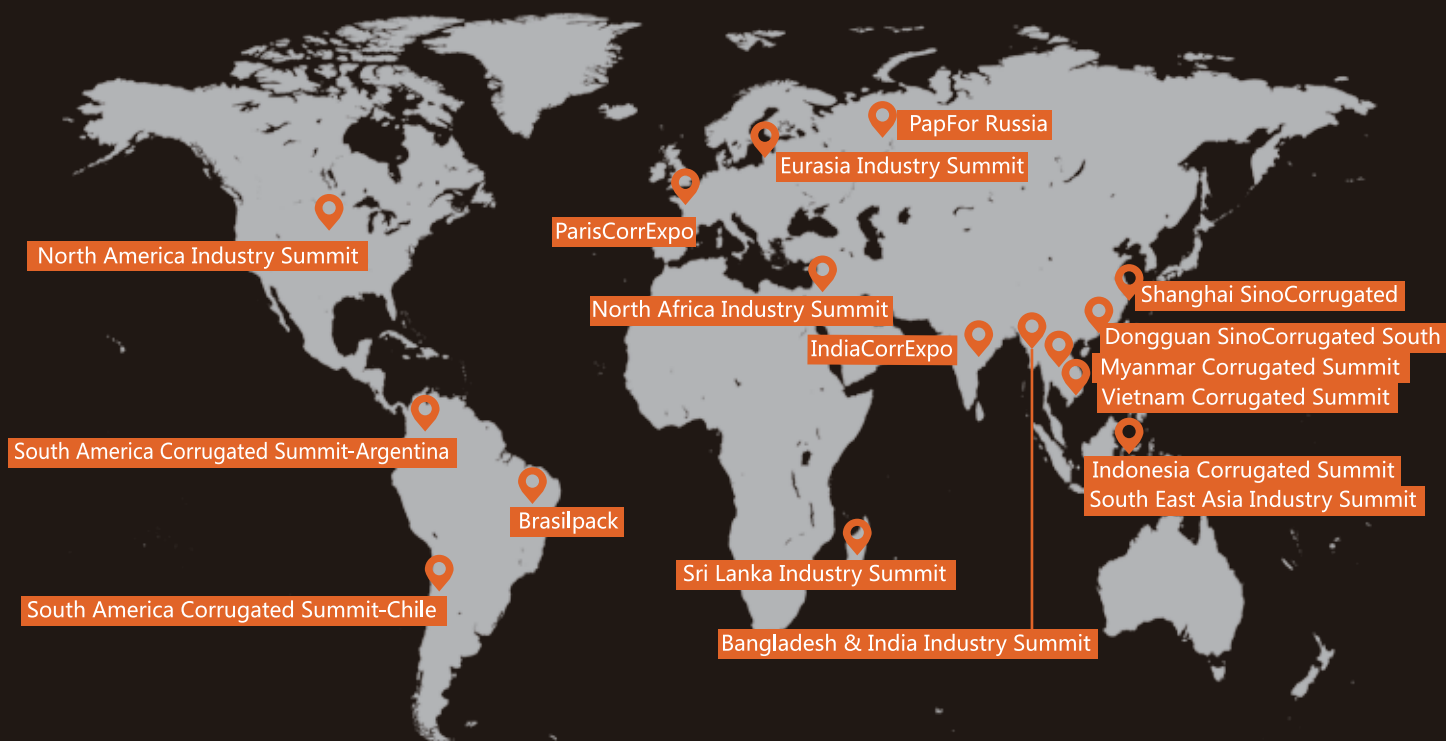 PapFor Russia
Eurasia Industry Summit
ParisCorrExpo
North America Industry Summit
Shanghai SinoCorrugated
North Africa Industry Summit
Dongguan SinoCorrugated South
IndiaCorrExpo
Myanmar Corrugated Summit
Vietnam Corrugated Summit
South America Corrugated Summit-Argentina
Indonesia Corrugated Summit
South East Asia Industry Summit
Brasilpack
Sri Lanka Industry Summit
South America Corrugated Summit-Chile
Bangladesh & India Industry Summit